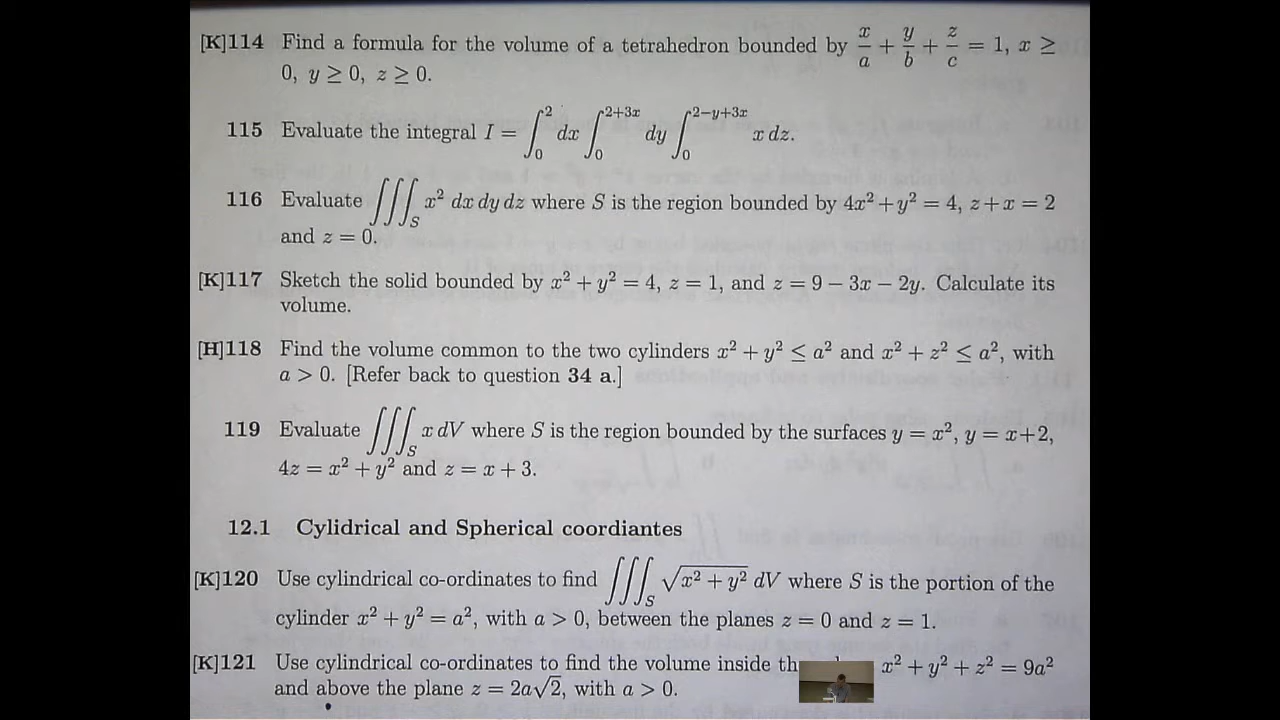 [K]114 Find a formula for the volume of a tetrahedron bounded by x/a + y/b + z/c = 1, x ≥
0, y ≥ 0, z ≥ 0.
115 Evaluate the integral I = ∫₀² dx ∫₀²⁺³ˣ dy ∫₀²⁻ʸ⁺³ˣ x dz.
116 Evaluate ∭_S x² dx dy dz where S is the region bounded by 4x² + y² = 4, z + x = 2
and z = 0.
[K]117 Sketch the solid bounded by x² + y² = 4, z = 1, and z = 9 − 3x − 2y. Calculate its
volume.
[H]118 Find the volume common to the two cylinders x² + y² ≤ a² and x² + z² ≤ a², with
a > 0. [Refer back to question 34 a.]
119 Evaluate ∭_S x dV where S is the region bounded by the surfaces y = x², y = x + 2,
4z = x² + y² and z = x + 3.
12.1 Cylidrical and Spherical coordiantes
[K]120 Use cylindrical co-ordinates to find ∭_S √(x² + y²) dV where S is the portion of the
cylinder x² + y² = a², with a > 0, between the planes z = 0 and z = 1.
[K]121 Use cylindrical co-ordinates to find the volume inside x² + y² + z² = 9a²
and above the plane z = 2a√2, with a > 0.